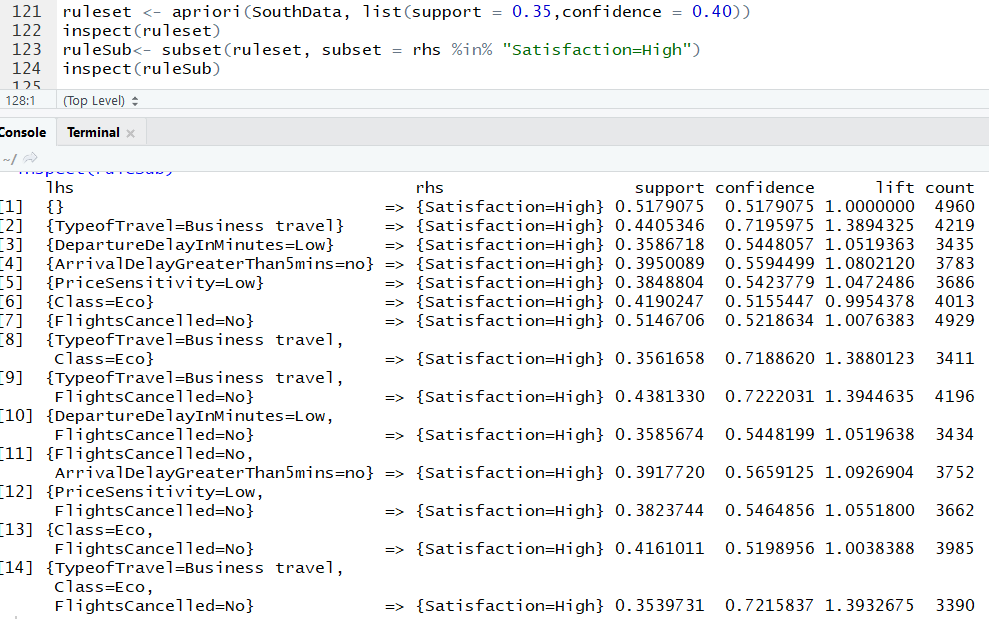 121 ruleset <- apriori(SouthData, list(support = 0.35,confidence = 0.40))
122 inspect(ruleset)
123 ruleSub<- subset(ruleset, subset = rhs %in% "Satisfaction=High")
124 inspect(ruleSub)
125
128:1 (Top Level)
Console Terminal
~/
inspect(ruleSub)
lhs rhs support confidence lift count
[1] {} => {Satisfaction=High} 0.5179075 0.5179075 1.0000000 4960
[2] {TypeofTravel=Business travel} => {Satisfaction=High} 0.4405346 0.7195975 1.3894325 4219
[3] {DepartureDelayInMinutes=Low} => {Satisfaction=High} 0.3586718 0.5448057 1.0519363 3435
[4] {ArrivalDelayGreaterThan5mins=no} => {Satisfaction=High} 0.3950089 0.5594499 1.0802120 3783
[5] {PriceSensitivity=Low} => {Satisfaction=High} 0.3848804 0.5423779 1.0472486 3686
[6] {Class=Eco} => {Satisfaction=High} 0.4190247 0.5155447 0.9954378 4013
[7] {FlightsCancelled=No} => {Satisfaction=High} 0.5146706 0.5218634 1.0076383 4929
[8] {TypeofTravel=Business travel,
Class=Eco} => {Satisfaction=High} 0.3561658 0.7188620 1.3880123 3411
[9] {TypeofTravel=Business travel,
FlightsCancelled=No} => {Satisfaction=High} 0.4381330 0.7222031 1.3944635 4196
[10] {DepartureDelayInMinutes=Low,
FlightsCancelled=No} => {Satisfaction=High} 0.3585674 0.5448199 1.0519638 3434
[11] {FlightsCancelled=No,
ArrivalDelayGreaterThan5mins=no} => {Satisfaction=High} 0.3917720 0.5659125 1.0926904 3752
[12] {PriceSensitivity=Low,
FlightsCancelled=No} => {Satisfaction=High} 0.3823744 0.5464856 1.0551800 3662
[13] {Class=Eco,
FlightsCancelled=No} => {Satisfaction=High} 0.4161011 0.5198956 1.0038388 3985
[14] {TypeofTravel=Business travel,
Class=Eco,
FlightsCancelled=No} => {Satisfaction=High} 0.3539731 0.7215837 1.3932675 3390